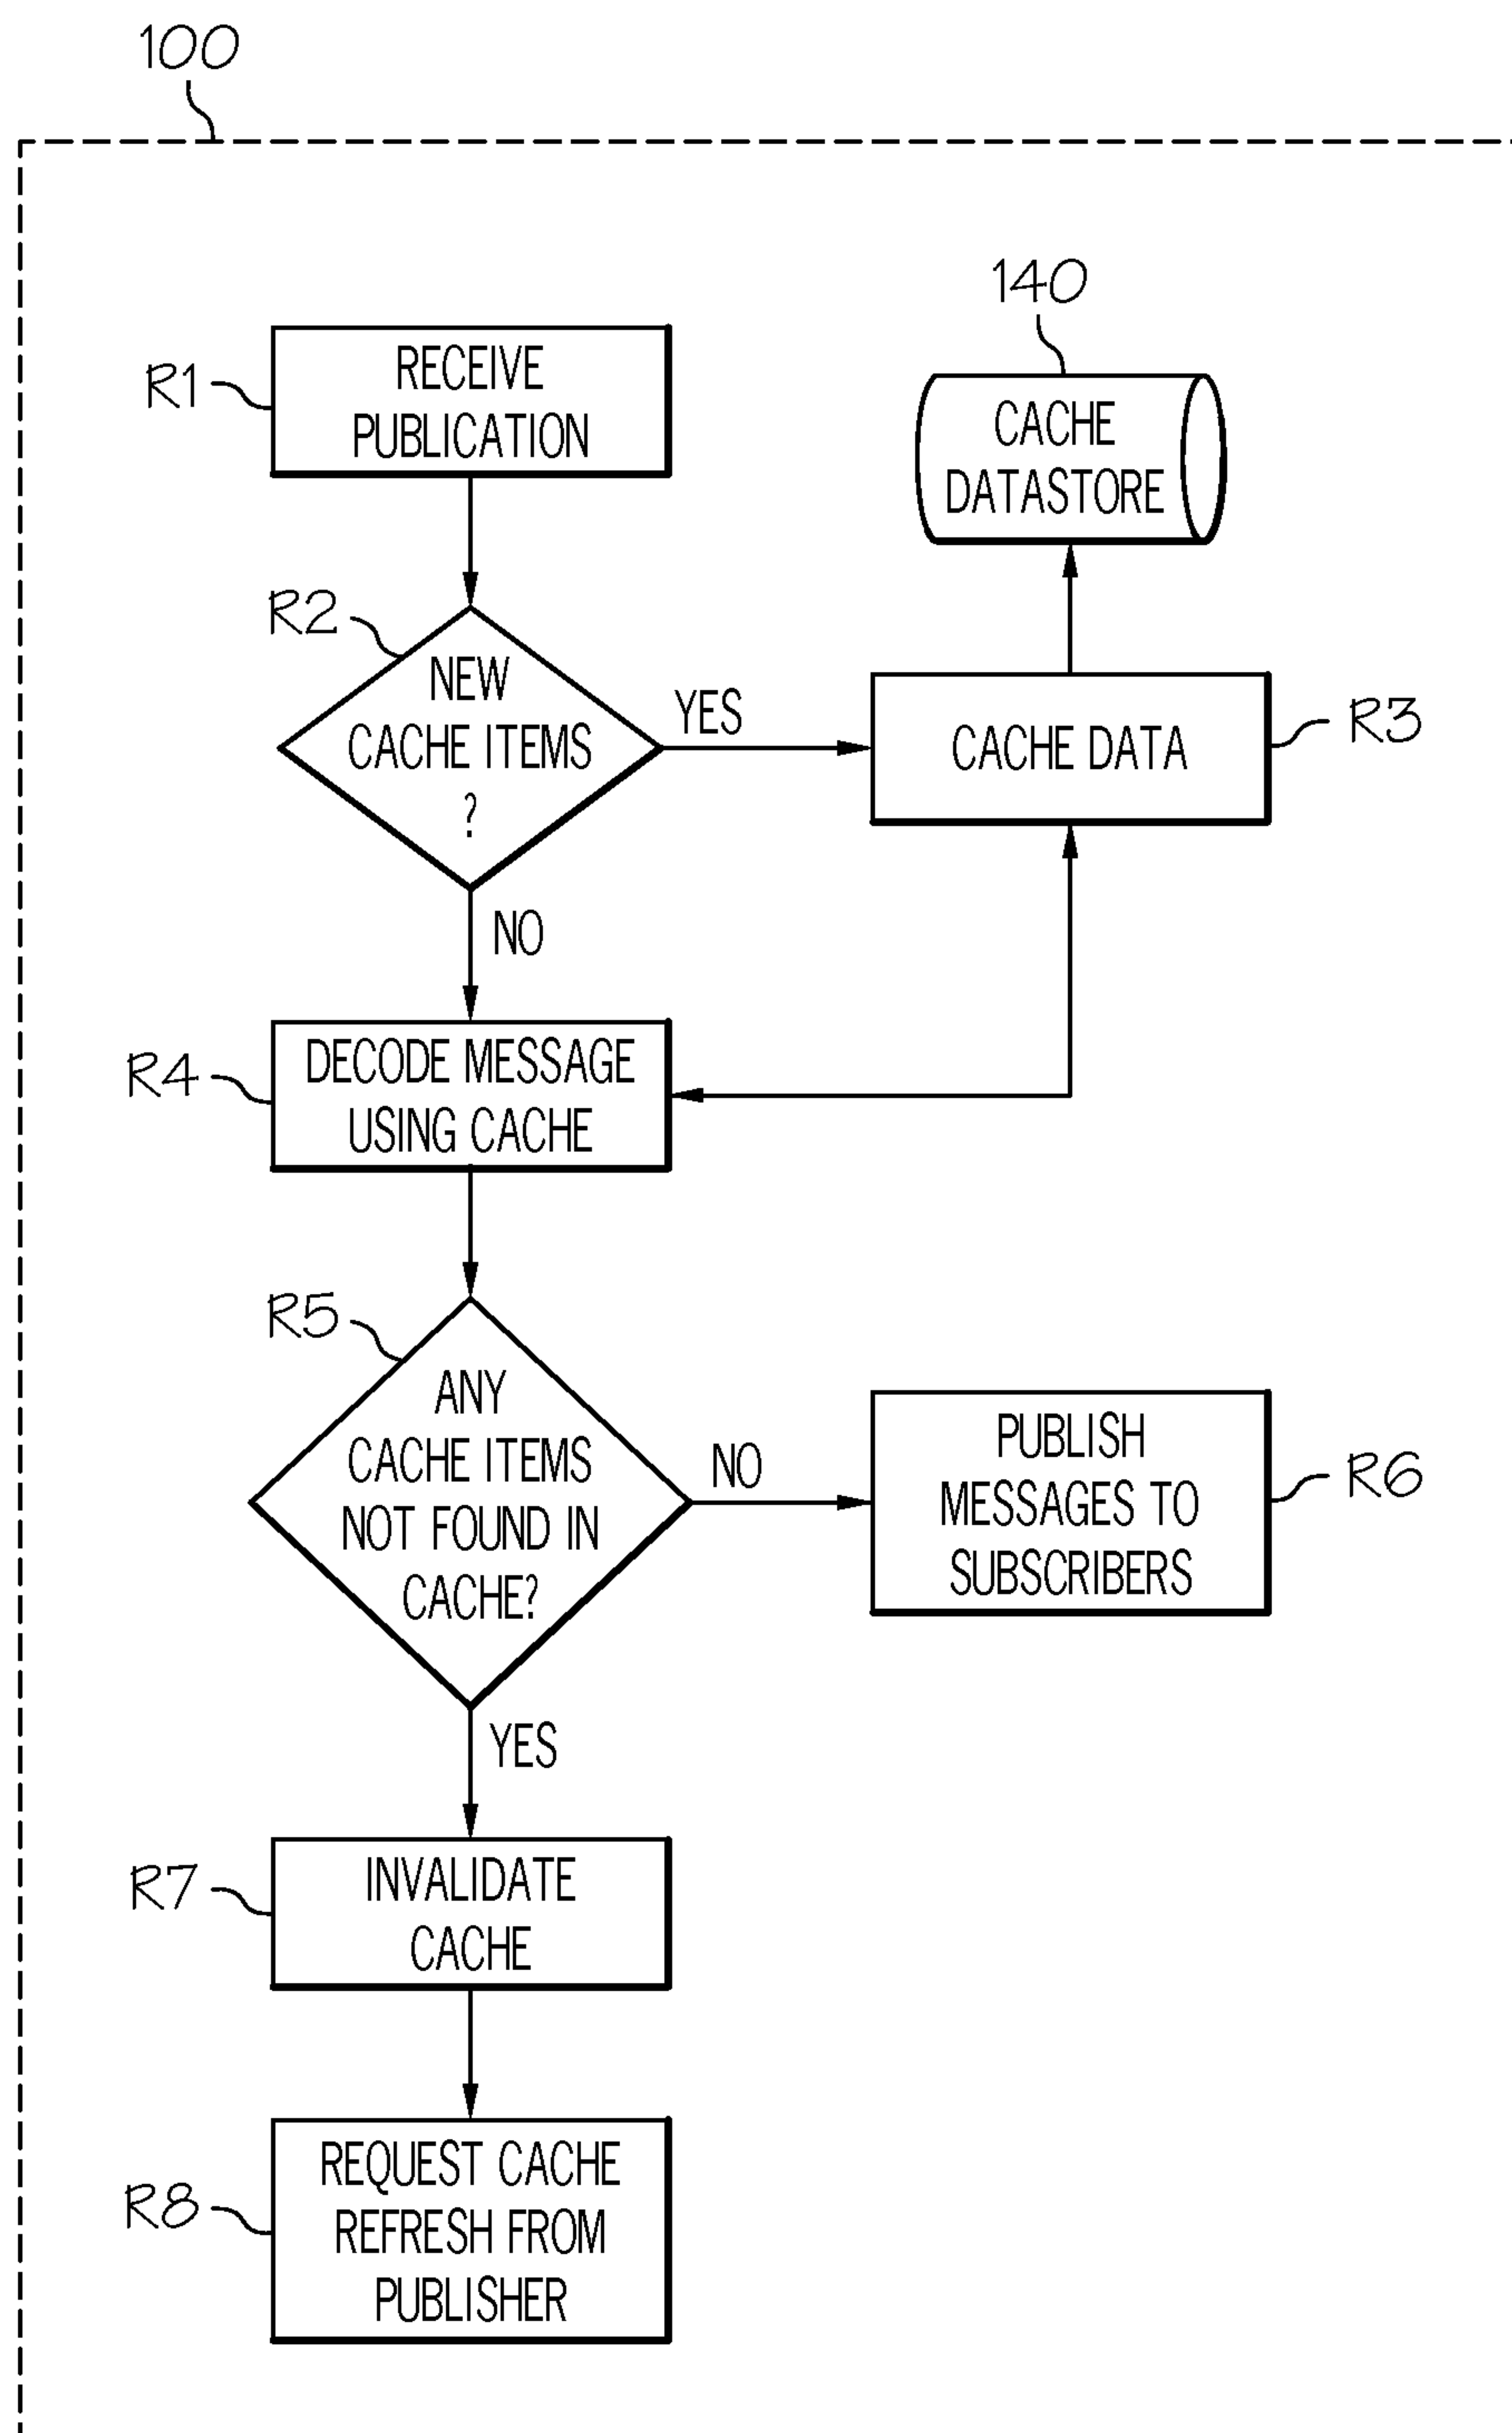 100
140
R1
RECEIVE
PUBLICATION
CACHE
DATASTORE
R2
NEW
CACHE ITEMS
?
YES
CACHE DATA
R3
NO
R4
DECODE MESSAGE
USING CACHE
R5
ANY
CACHE ITEMS
NOT FOUND IN
CACHE?
NO
PUBLISH
MESSAGES TO
SUBSCRIBERS
R6
YES
R7
INVALIDATE
CACHE
R8
REQUEST CACHE
REFRESH FROM
PUBLISHER